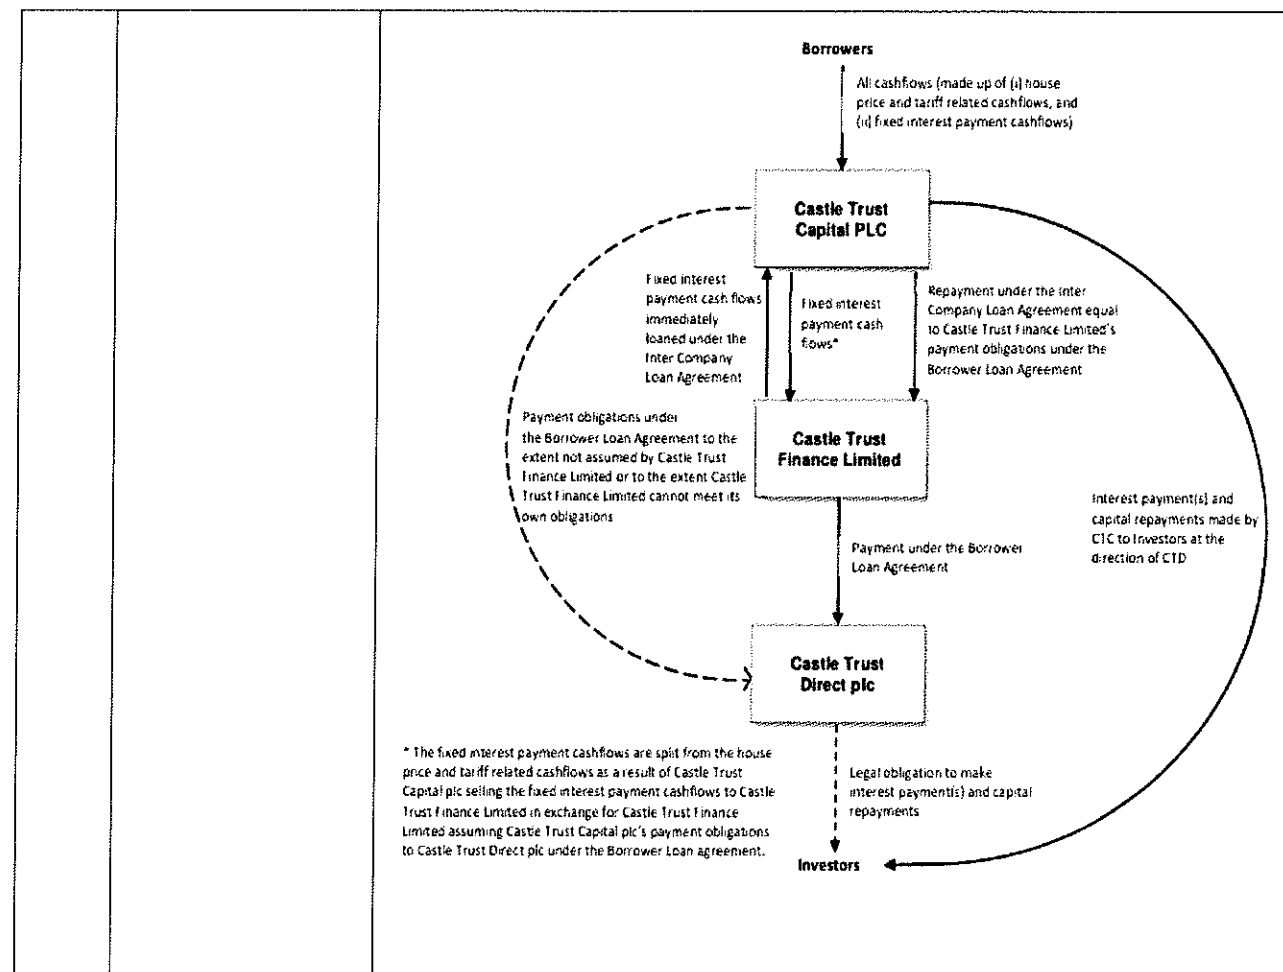 Borrowers
All cashflows (made up of (i) house
price and tariff related cashflows, and
(ii) fixed interest payment cashflows)
Castle Trust
Capital PLC
Fixed interest
payment cash flows
immediately
loaned under the
Inter Company
Loan Agreement
Fixed interest
payment cash
flows*
Repayment under the Inter
Company Loan Agreement equal
to Castle Trust Finance Limited's
payment obligations under the
Borrower Loan Agreement
Payment obligations under
the Borrower Loan Agreement to the
extent not assumed by Castle Trust
Finance Limited or to the extent Castle
Trust Finance Limited cannot meet its
own obligations
Castle Trust
Finance Limited
Interest payment(s) and
capital repayments made by
CTC to Investors at the
direction of CTD
Payment under the Borrower
Loan Agreement
Castle Trust
Direct plc
* The fixed interest payment cashflows are split from the house
price and tariff related cashflows as a result of Castle Trust
Capital plc selling the fixed interest payment cashflows to Castle
Trust Finance Limited in exchange for Castle Trust Finance
Limited assuming Castle Trust Capital plc's payment obligations
to Castle Trust Direct plc under the Borrower Loan agreement.
Legal obligation to make
interest payment(s) and capital
repayments
Investors